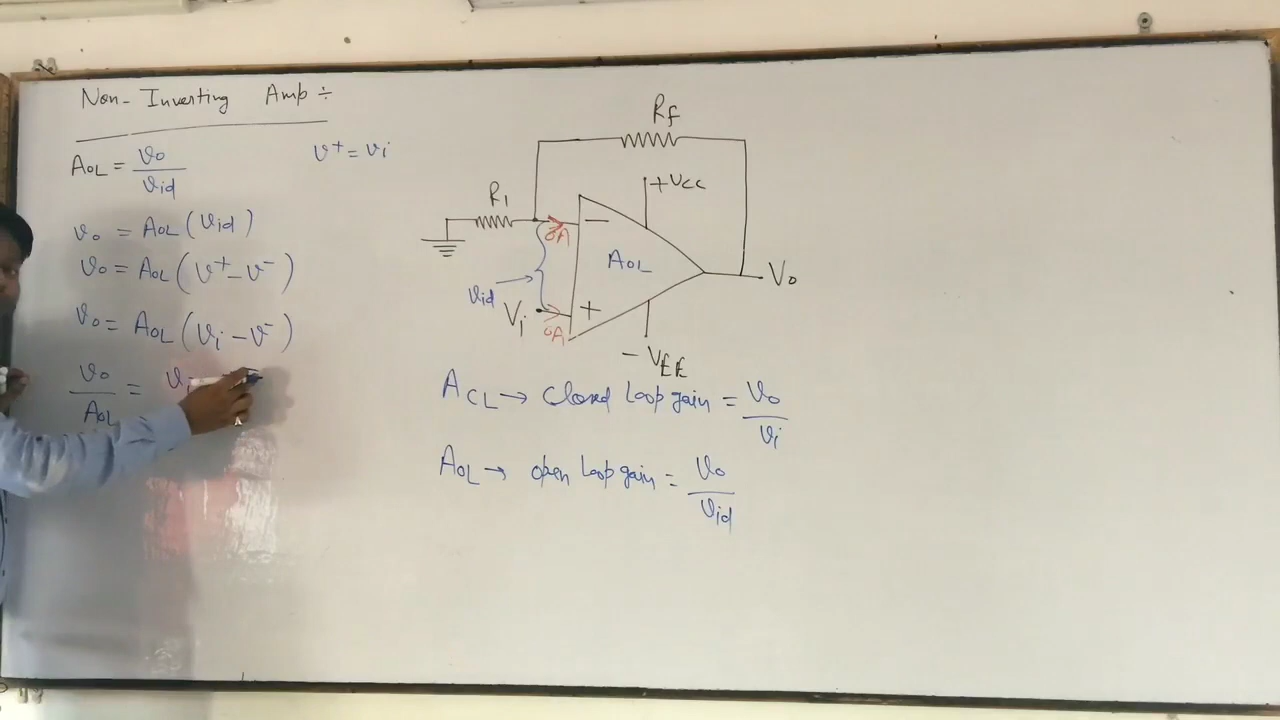 Non-Inverting Amp ÷
AOL = vo / vid
v+ = vi
vo = AOL (vid)
vo = AOL (v+ - v-)
vo = AOL (vi - v-)
vo / AOL = vi
Rf
+VCC
R1
0A
-
AOL
Vo
vid
Vi
+
0A
-VEE
ACL → Closed Loop gain = vo / vi
AOL → open loop gain = vo / vid